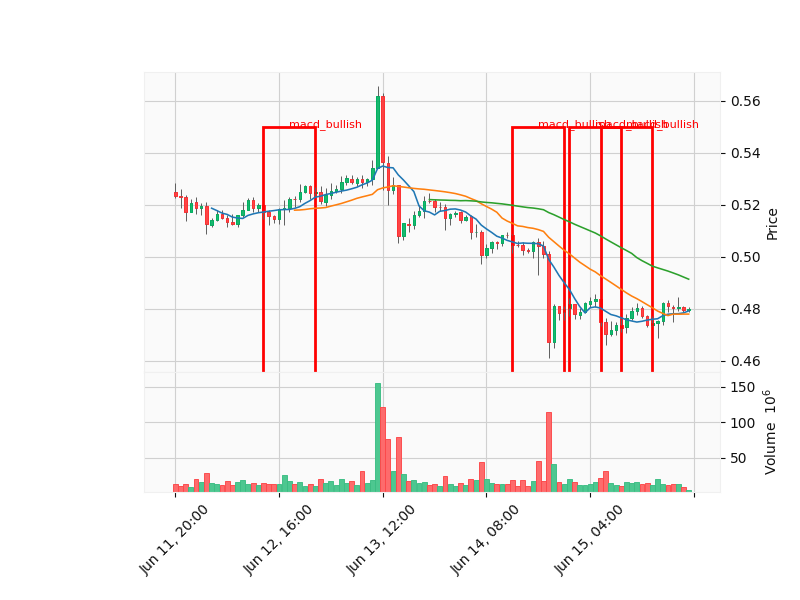 macd_bullish
macd_bullish
macd_bullish
macd_bullish
0.56
0.54
0.52
0.50
0.48
0.46
Price
150
100
50
Volume 10^6
Jun 11, 20:00
Jun 12, 16:00
Jun 13, 12:00
Jun 14, 08:00
Jun 15, 04:00